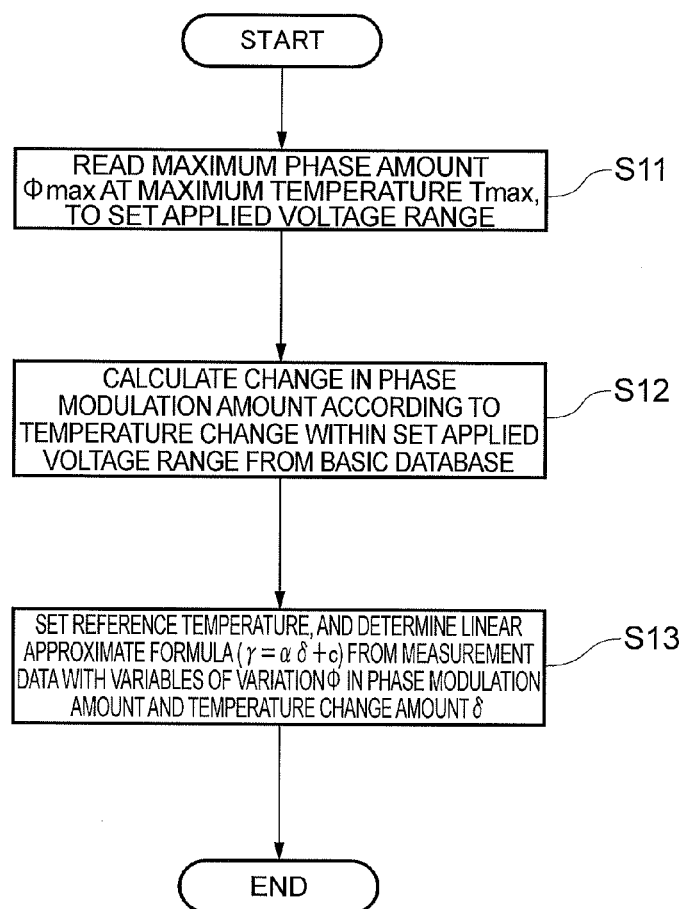 START
READ MAXIMUM PHASE AMOUNT
Φmax AT MAXIMUM TEMPERATURE Tmax,
TO SET APPLIED VOLTAGE RANGE
S11
CALCULATE CHANGE IN PHASE
MODULATION AMOUNT ACCORDING TO
TEMPERATURE CHANGE WITHIN SET APPLIED
VOLTAGE RANGE FROM BASIC DATABASE
S12
SET REFERENCE TEMPERATURE, AND DETERMINE LINEAR
APPROXIMATE FORMULA (γ = α δ + c) FROM MEASUREMENT
DATA WITH VARIABLES OF VARIATION Φ IN PHASE MODULATION
AMOUNT AND TEMPERATURE CHANGE AMOUNT δ
S13
END